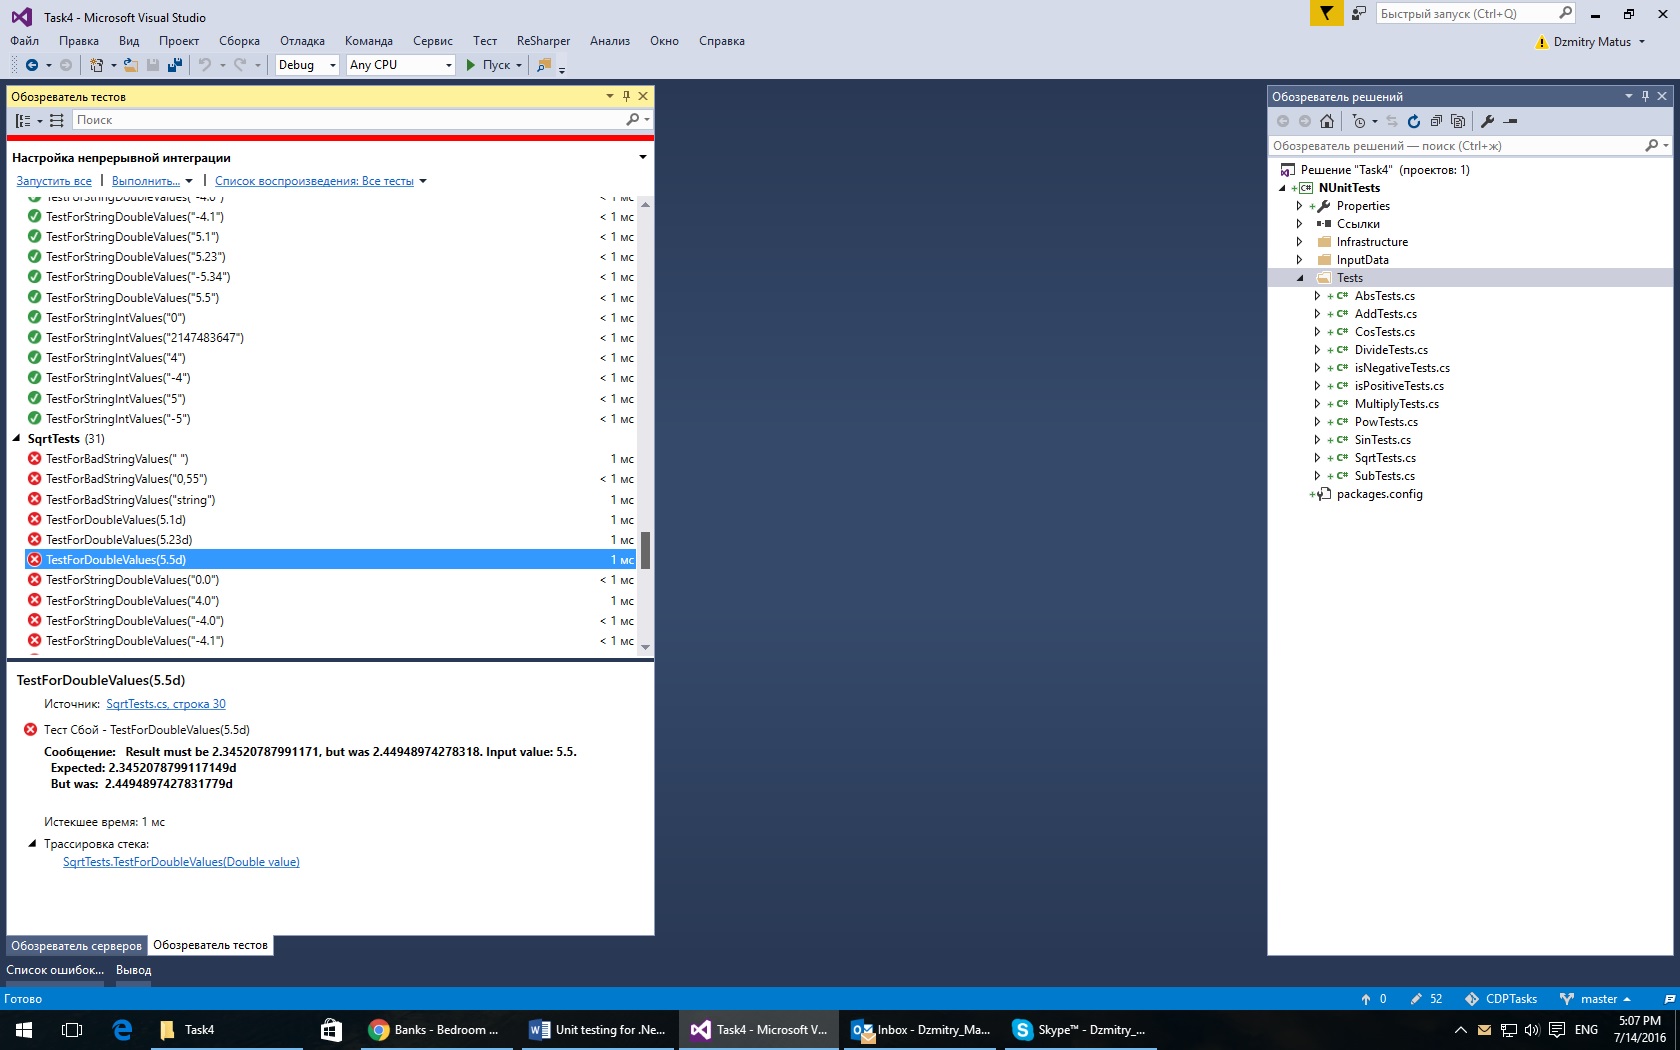 Task4 - Microsoft Visual Studio
Быстрый запуск (Ctrl+Q)
Файл Правка Вид Проект Сборка Отладка Команда Сервис Тест ReSharper Анализ Окно Справка
Dzmitry Matus
Debug Any CPU Пуск
Обозреватель тестов
Поиск
Настройка непрерывной интеграции
Запустить все | Выполнить... | Список воспроизведения: Все тесты
TestForStringDoubleValues("-4.0") < 1 мс
TestForStringDoubleValues("-4.1") < 1 мс
TestForStringDoubleValues("5.1") < 1 мс
TestForStringDoubleValues("5.23") < 1 мс
TestForStringDoubleValues("-5.34") < 1 мс
TestForStringDoubleValues("5.5") < 1 мс
TestForStringIntValues("0") < 1 мс
TestForStringIntValues("2147483647") < 1 мс
TestForStringIntValues("4") < 1 мс
TestForStringIntValues("-4") < 1 мс
TestForStringIntValues("5") < 1 мс
TestForStringIntValues("-5") < 1 мс
SqrtTests (31)
TestForBadStringValues(" ") 1 мс
TestForBadStringValues("0,55") < 1 мс
TestForBadStringValues("string") 1 мс
TestForDoubleValues(5.1d) 1 мс
TestForDoubleValues(5.23d) 1 мс
TestForDoubleValues(5.5d) 1 мс
TestForStringDoubleValues("0.0") < 1 мс
TestForStringDoubleValues("4.0") 1 мс
TestForStringDoubleValues("-4.0") < 1 мс
TestForStringDoubleValues("-4.1") < 1 мс
TestForDoubleValues(5.5d)
Источник: SqrtTests.cs, строка 30
Тест Сбой - TestForDoubleValues(5.5d)
Сообщение: Result must be 2.34520787991171, but was 2.44948974278318. Input value: 5.5.
Expected: 2.3452078799117149d
But was: 2.4494897427831779d
Истекшее время: 1 мс
Трассировка стека:
SqrtTests.TestForDoubleValues(Double value)
Обозреватель серверов Обозреватель тестов
Список ошибок... Вывод
Обозреватель решений
Обозреватель решений — поиск (Ctrl+ж)
Решение "Task4" (проектов: 1)
NUnitTests
Properties
Ссылки
Infrastructure
InputData
Tests
AbsTests.cs
AddTests.cs
CosTests.cs
DivideTests.cs
isNegativeTests.cs
isPositiveTests.cs
MultiplyTests.cs
PowTests.cs
SinTests.cs
SqrtTests.cs
SubTests.cs
packages.config
Готово 0 52 CDPTasks master
Task4 Banks - Bedroom ... Unit testing for .Ne... Task4 - Microsoft V... Inbox - Dzmitry_Ma... Skype™ - Dzmitry_... ENG 5:07 PM
7/14/2016